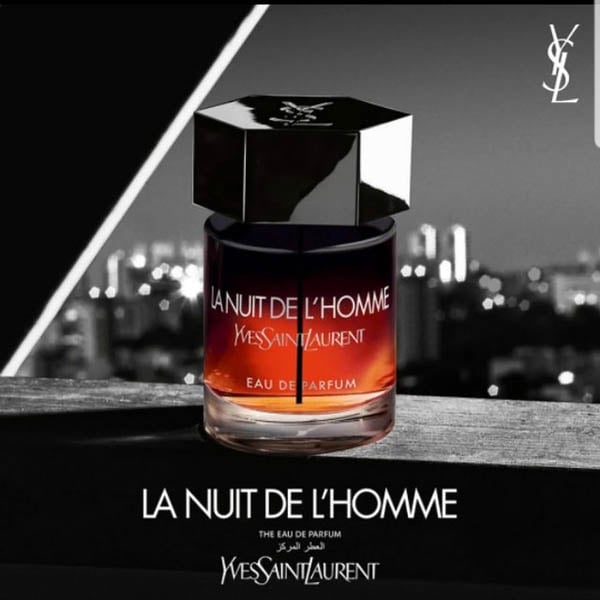 YSL
YSL
LA NUIT DE L'HOMME
YVESSAINTLAURENT
EAU DE PARFUM
LA NUIT DE L'HOMME
THE EAU DE PARFUM
العطر المركز
YVESSAINTLAURENT